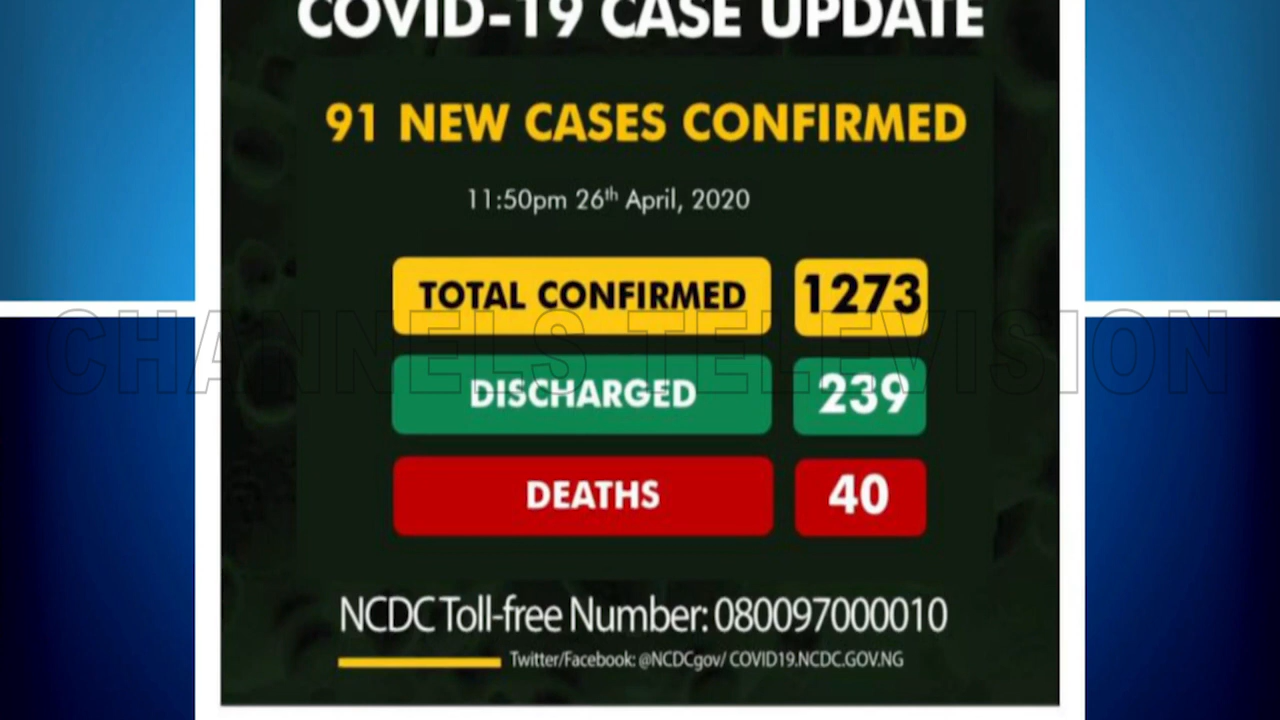 COVID-19 CASE UPDATE
91 NEW CASES CONFIRMED
11:50pm 26th April, 2020
TOTAL CONFIRMED 1273
CHANNELS TELEVISION
DISCHARGED 239
DEATHS 40
NCDC Toll-free Number: 080097000010
Twitter/Facebook: @NCDCgov/ COVID19.NCDC.GOV.NG